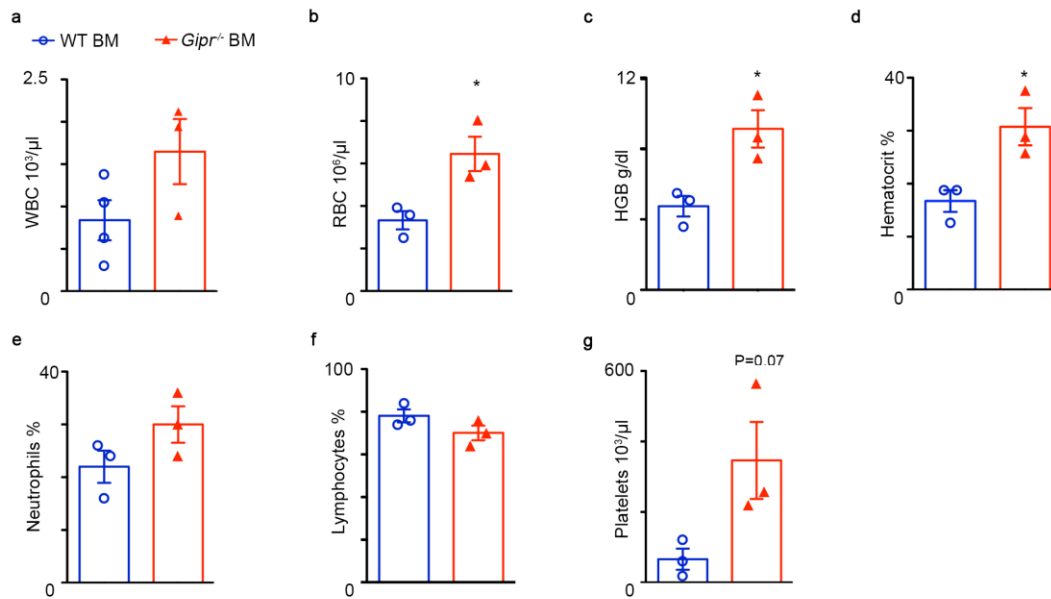 a
b
c
d
WT BM
Gipr-/- BM
WBC 10³/µl
2.5
0
RBC 10⁶/µl
10
0
*
HGB g/dl
12
0
*
Hematocrit %
40
0
*
e
f
g
Neutrophils %
40
0
Lymphocytes %
100
0
Platelets 10³/µl
600
0
P=0.07